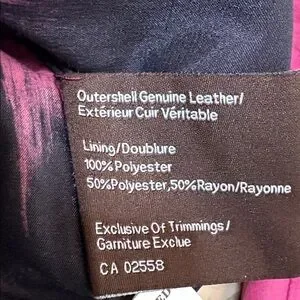 Outershell Genuine Leather/
Extérieur Cuir Véritable
Lining/Doublure
100%Polyester
50%Polyester,50%Rayon/Rayonne
Exclusive Of Trimmings/
Garniture Exclue
CA 02558